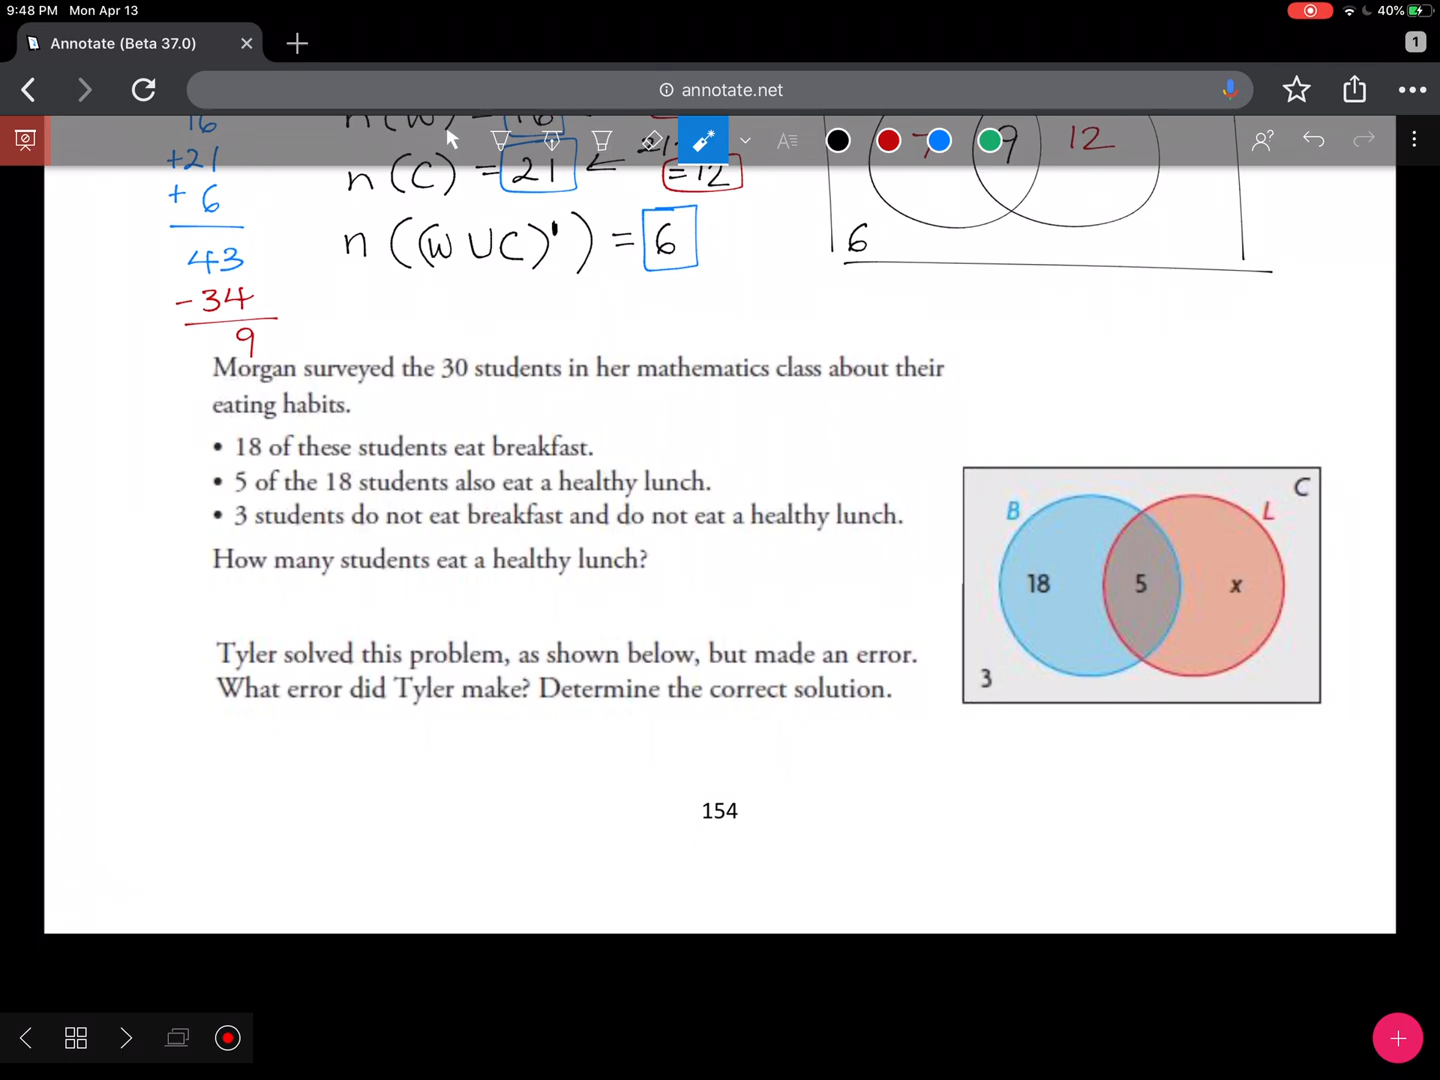 9:48 PM Mon Apr 13
40%
Annotate (Beta 37.0)
1
annotate.net
16
+21
+ 6
43
-34
9
n(C) = 21 ←
=12
n((W∪C)') = 6
7 9 12
6
Morgan surveyed the 30 students in her mathematics class about their
eating habits.
• 18 of these students eat breakfast.
• 5 of the 18 students also eat a healthy lunch.
• 3 students do not eat breakfast and do not eat a healthy lunch.
How many students eat a healthy lunch?
C
B
L
18 5 x
3
Tyler solved this problem, as shown below, but made an error.
What error did Tyler make? Determine the correct solution.
154